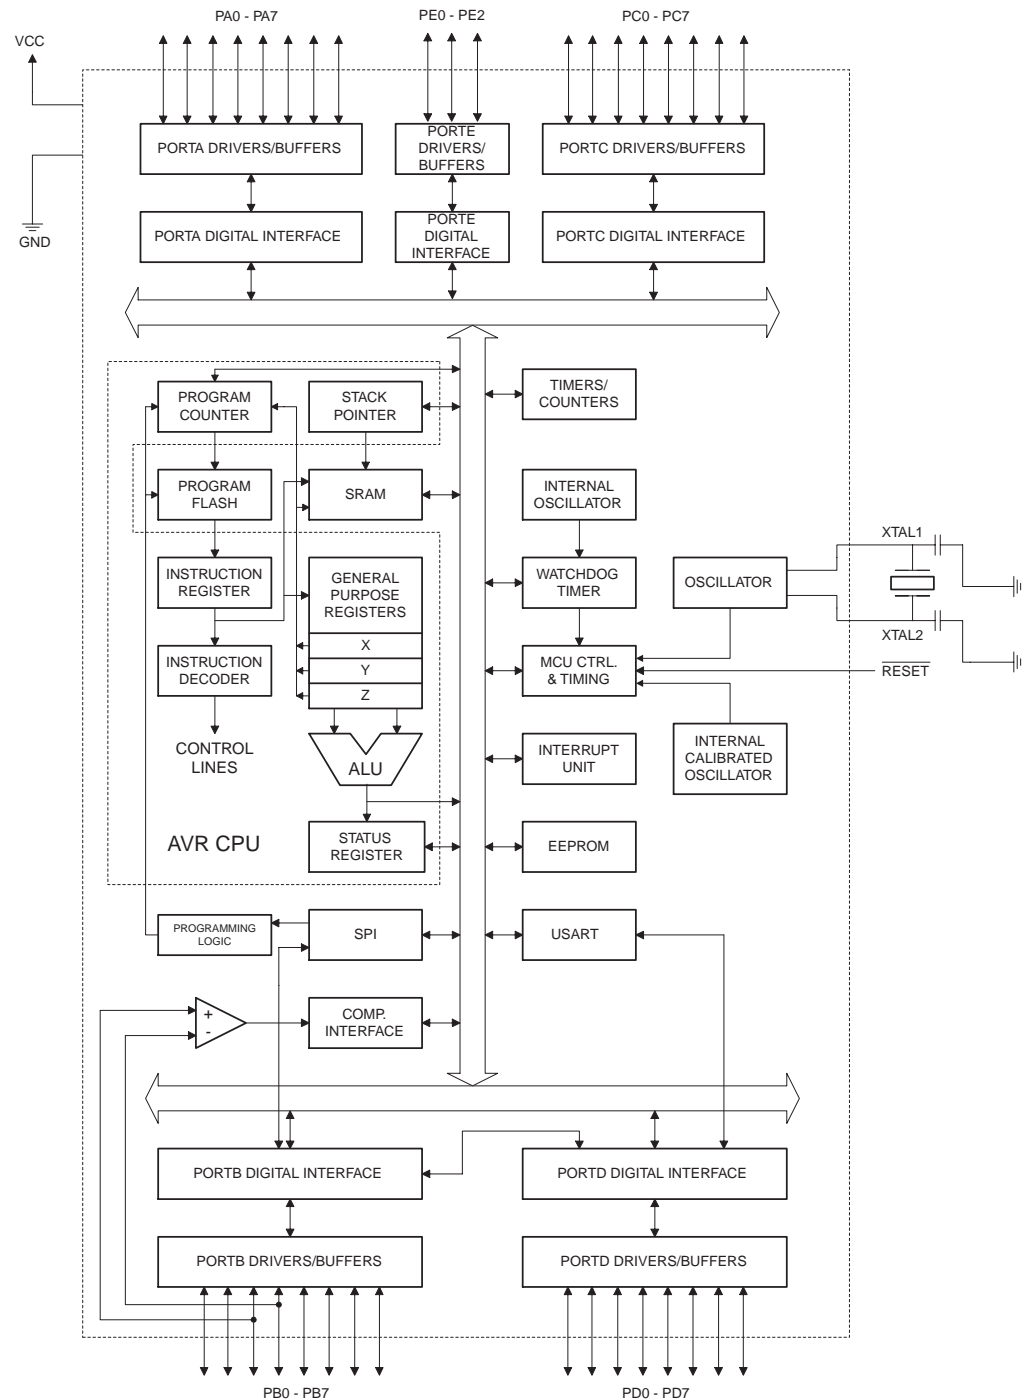 PA0 - PA7
PE0 - PE2
PC0 - PC7
VCC
PORTA DRIVERS/BUFFERS
PORTE
DRIVERS/
BUFFERS
PORTC DRIVERS/BUFFERS
GND
PORTA DIGITAL INTERFACE
PORTE
DIGITAL
INTERFACE
PORTC DIGITAL INTERFACE
PROGRAM
COUNTER
STACK
POINTER
TIMERS/
COUNTERS
PROGRAM
FLASH
SRAM
INTERNAL
OSCILLATOR
XTAL1
INSTRUCTION
REGISTER
GENERAL
PURPOSE
REGISTERS
WATCHDOG
TIMER
OSCILLATOR
XTAL2
X
INSTRUCTION
DECODER
Y
Z
MCU CTRL.
& TIMING
RESET
CONTROL
LINES
ALU
INTERRUPT
UNIT
INTERNAL
CALIBRATED
OSCILLATOR
AVR CPU
STATUS
REGISTER
EEPROM
PROGRAMMING
LOGIC
SPI
USART
+
-
COMP.
INTERFACE
PORTB DIGITAL INTERFACE
PORTD DIGITAL INTERFACE
PORTB DRIVERS/BUFFERS
PORTD DRIVERS/BUFFERS
PB0 - PB7
PD0 - PD7